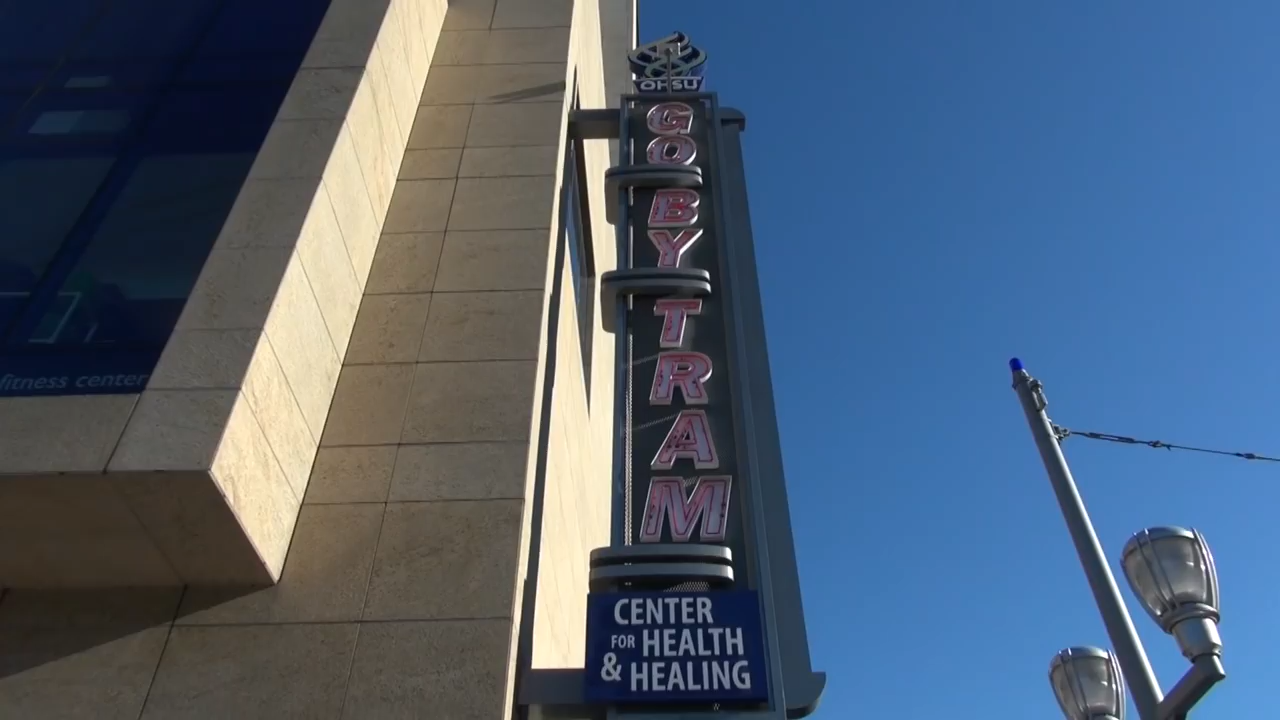 OHSU
GO
BY
TRAM
CENTER
FOR HEALTH
& HEALING
fitness center